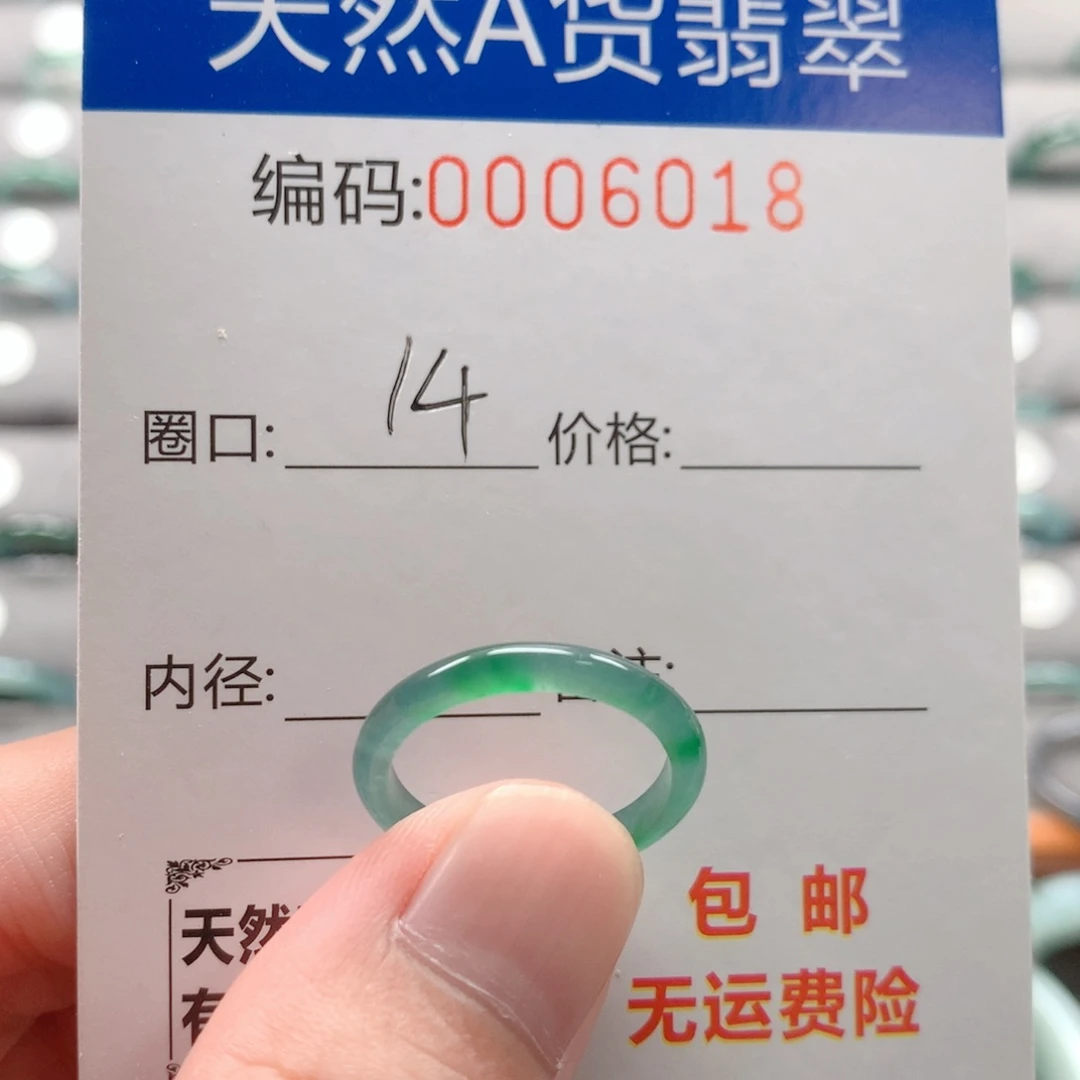 天然A货翡翠
编码:0006018
圈口: 14 价格:
内径:
天然
有
包邮
无运费险